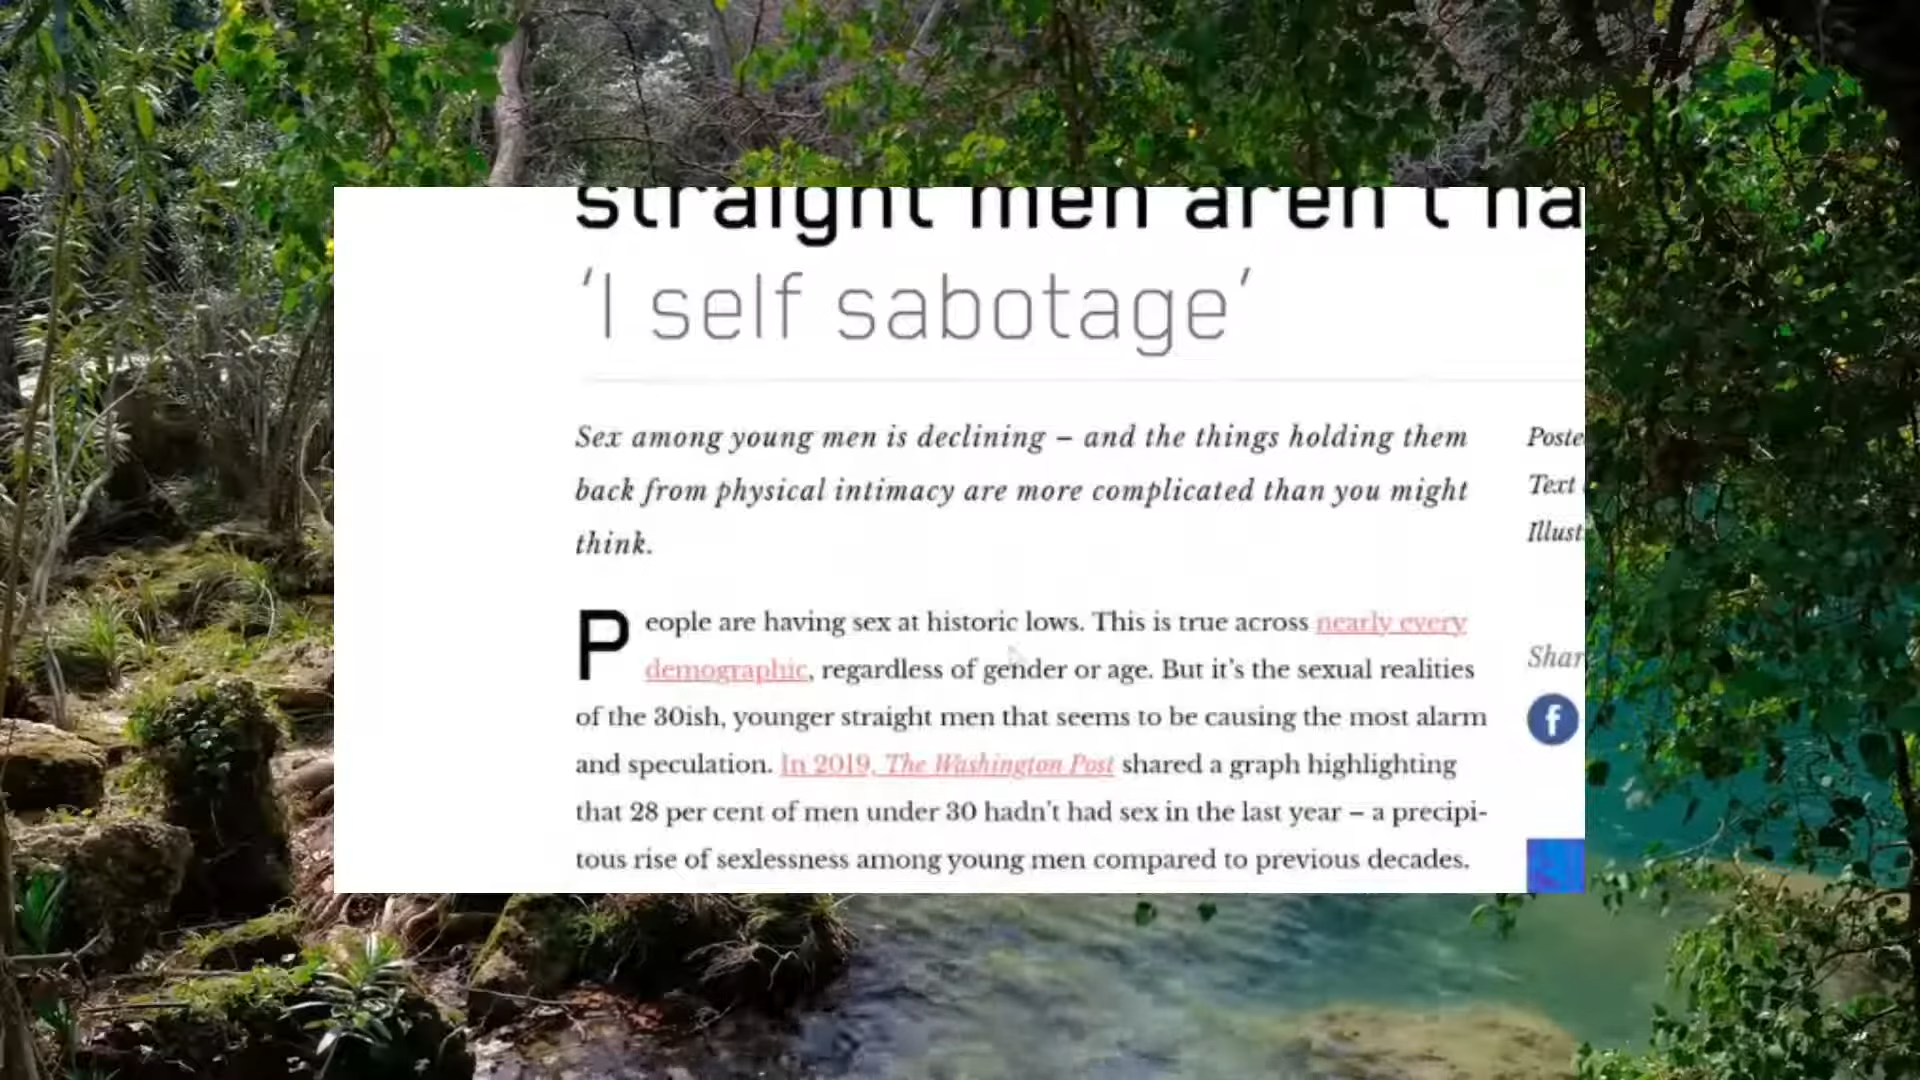 straight men aren't ha
'I self sabotage'
Sex among young men is declining – and the things holding them
back from physical intimacy are more complicated than you might
think.
Poste
Text
Illust
People are having sex at historic lows. This is true across nearly every
demographic, regardless of gender or age. But it's the sexual realities
of the 30ish, younger straight men that seems to be causing the most alarm
and speculation. In 2019, The Washington Post shared a graph highlighting
that 28 per cent of men under 30 hadn't had sex in the last year – a precipi-
tous rise of sexlessness among young men compared to previous decades.
Shar
f